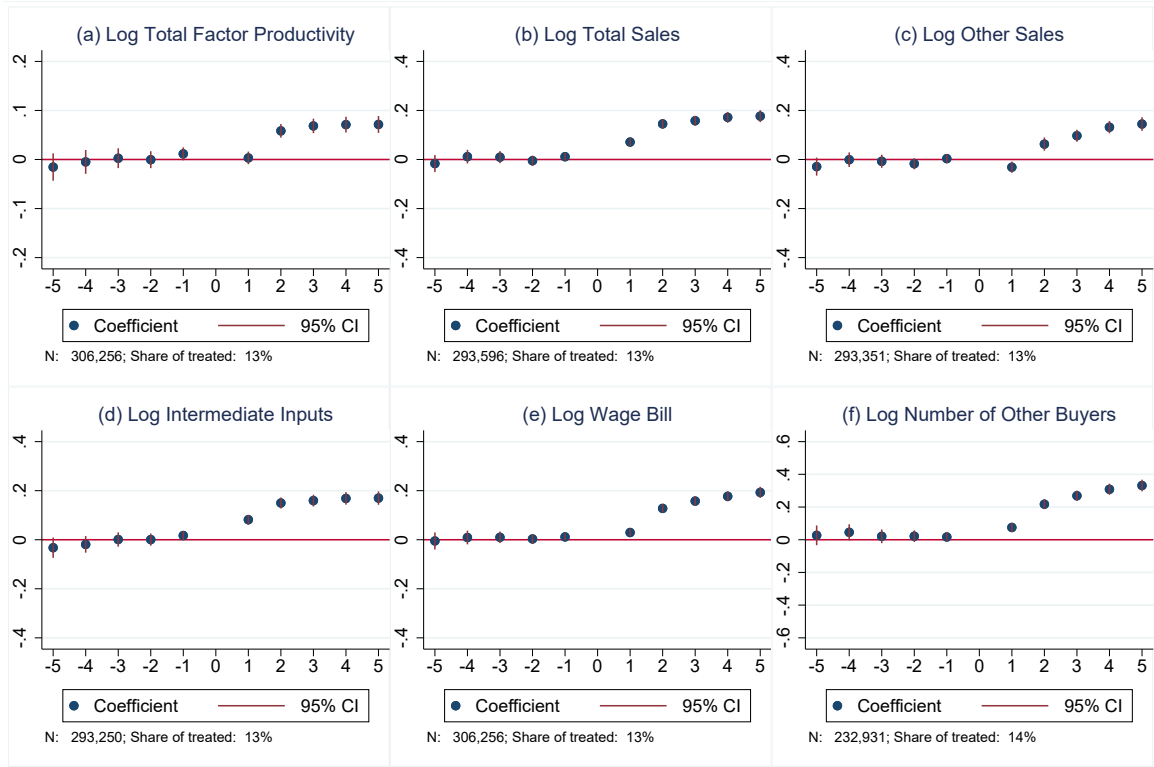 (a) Log Total Factor Productivity
.2
.1
0
-.1
-.2
-5 -4 -3 -2 -1 0 1 2 3 4 5
Coefficient 95% CI
N: 306,256; Share of treated: 13%
(b) Log Total Sales
.4
.2
0
-.2
-.4
-5 -4 -3 -2 -1 0 1 2 3 4 5
Coefficient 95% CI
N: 293,596; Share of treated: 13%
(c) Log Other Sales
.4
.2
0
-.2
-.4
-5 -4 -3 -2 -1 0 1 2 3 4 5
Coefficient 95% CI
N: 293,351; Share of treated: 13%
(d) Log Intermediate Inputs
.4
.2
0
-.2
-.4
-5 -4 -3 -2 -1 0 1 2 3 4 5
Coefficient 95% CI
N: 293,250; Share of treated: 13%
(e) Log Wage Bill
.4
.2
0
-.2
-.4
-5 -4 -3 -2 -1 0 1 2 3 4 5
Coefficient 95% CI
N: 306,256; Share of treated: 13%
(f) Log Number of Other Buyers
.6
.4
.2
0
-.2
-.4
-.6
-5 -4 -3 -2 -1 0 1 2 3 4 5
Coefficient 95% CI
N: 232,931; Share of treated: 14%